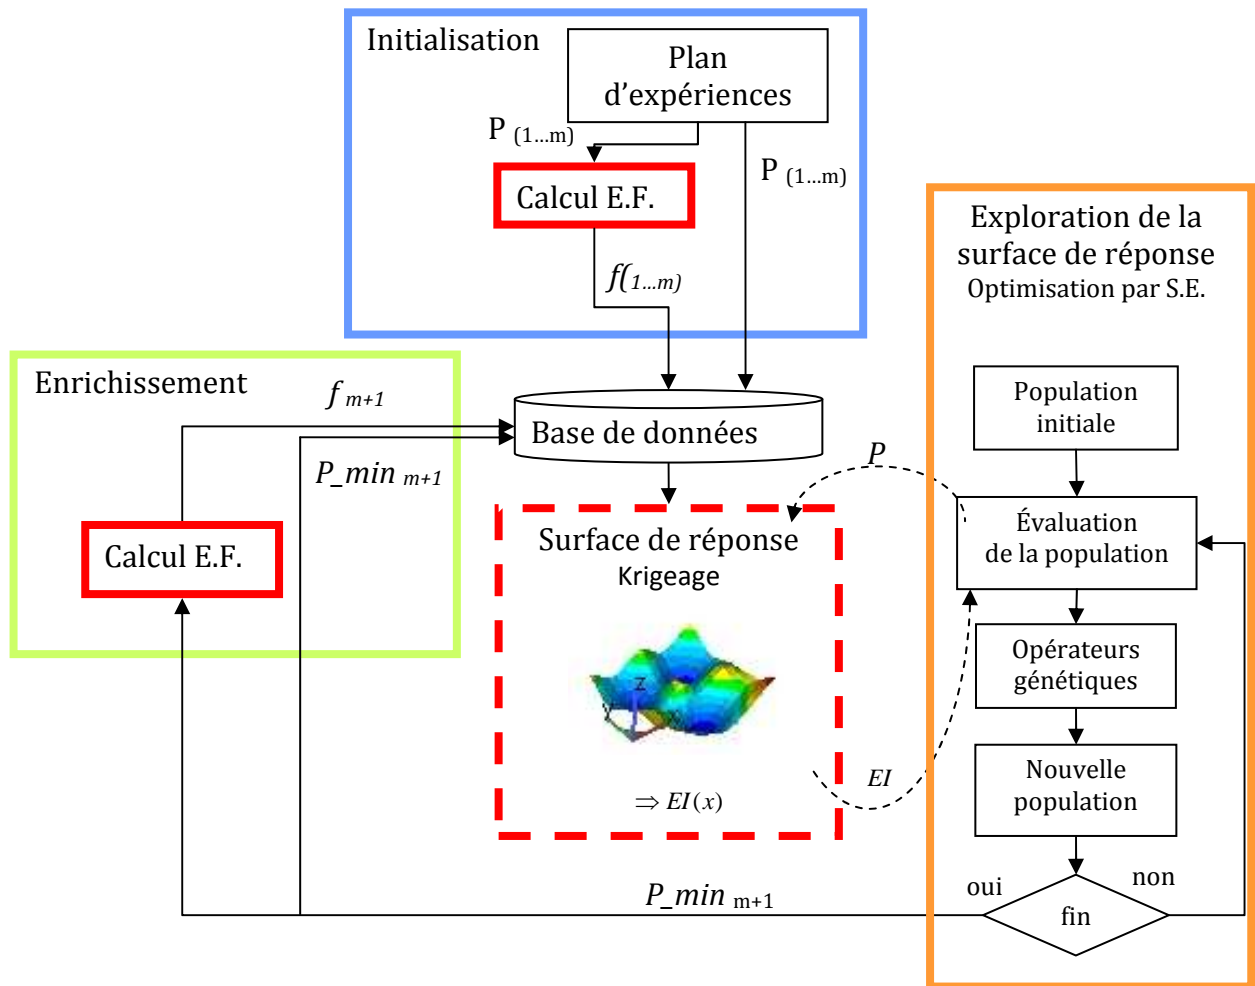 Initialisation
Plan
d'expériences
P (1...m)
P (1...m)
Calcul E.F.
f(1...m)
Enrichissement
f m+1
P_min m+1
Calcul E.F.
Base de données
Surface de réponse
Krigeage
z
⇒ EI(x)
P
EI
Exploration de la
surface de réponse
Optimisation par S.E.
Population
initiale
Évaluation
de la population
Opérateurs
génétiques
Nouvelle
population
oui
non
fin
P_min m+1